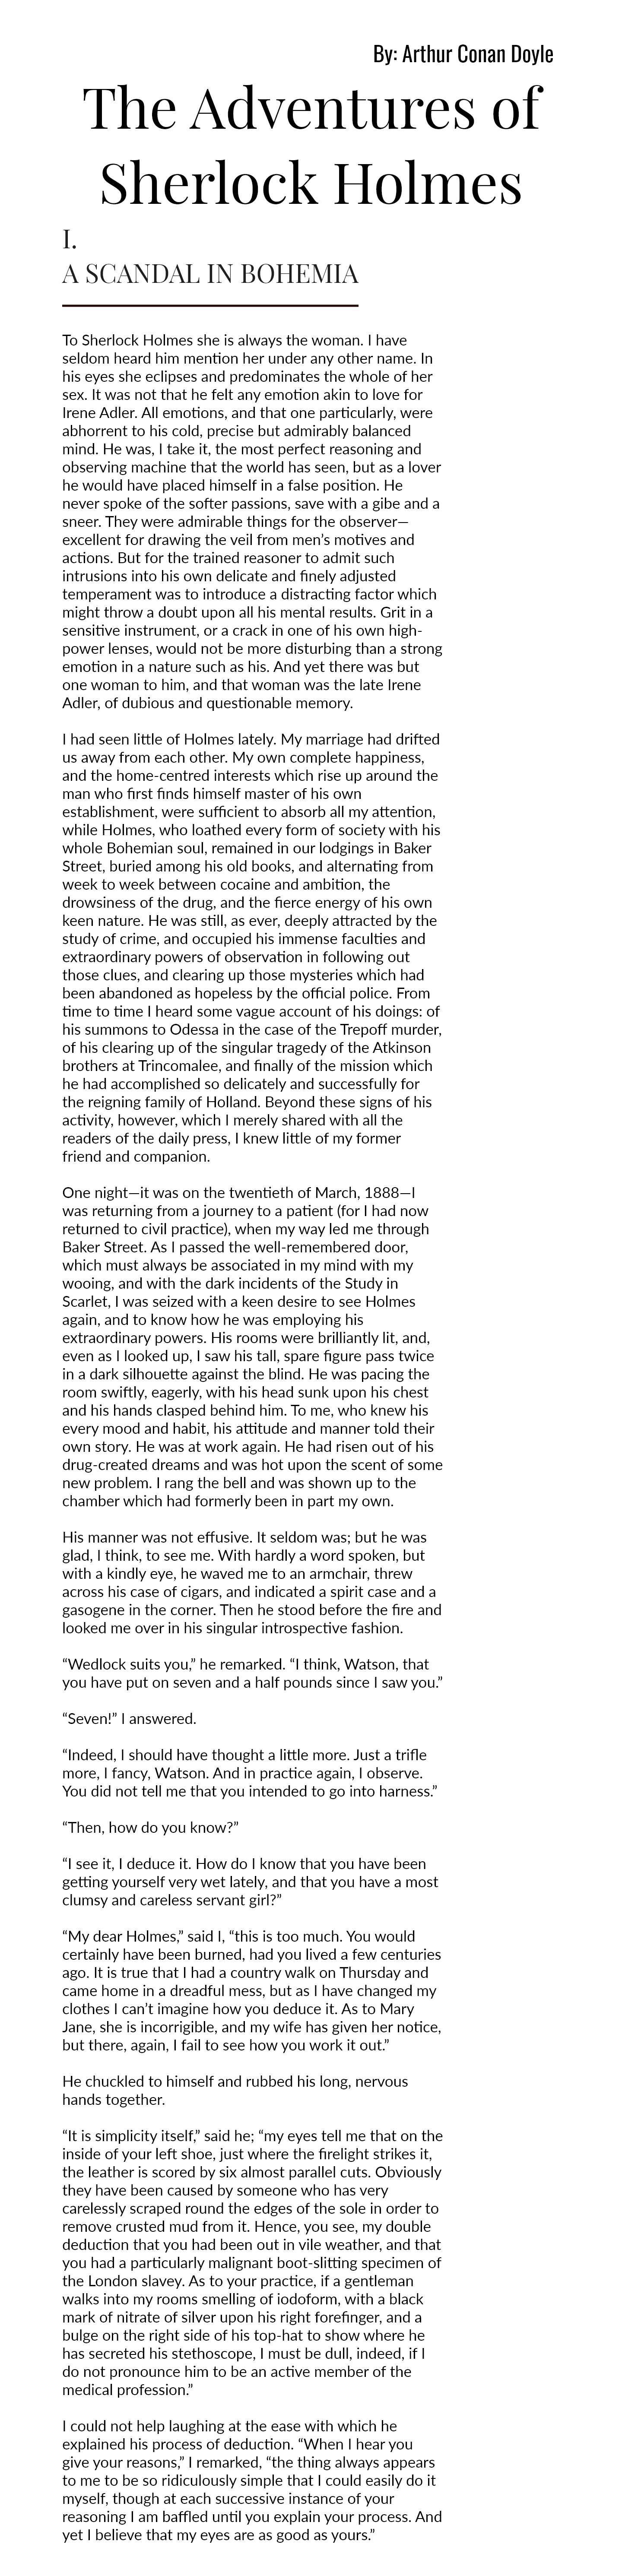 By: Arthur Conan Doyle
The Adventures of
Sherlock Holmes
I.
A SCANDAL IN BOHEMIA
To Sherlock Holmes she is always the woman. I have
seldom heard him mention her under any other name. In
his eyes she eclipses and predominates the whole of her
sex. It was not that he felt any emotion akin to love for
Irene Adler. All emotions, and that one particularly, were
abhorrent to his cold, precise but admirably balanced
mind. He was, I take it, the most perfect reasoning and
observing machine that the world has seen, but as a lover
he would have placed himself in a false position. He
never spoke of the softer passions, save with a gibe and a
sneer. They were admirable things for the observer—
excellent for drawing the veil from men’s motives and
actions. But for the trained reasoner to admit such
intrusions into his own delicate and finely adjusted
temperament was to introduce a distracting factor which
might throw a doubt upon all his mental results. Grit in a
sensitive instrument, or a crack in one of his own high-
power lenses, would not be more disturbing than a strong
emotion in a nature such as his. And yet there was but
one woman to him, and that woman was the late Irene
Adler, of dubious and questionable memory.
I had seen little of Holmes lately. My marriage had drifted
us away from each other. My own complete happiness,
and the home-centred interests which rise up around the
man who first finds himself master of his own
establishment, were sufficient to absorb all my attention,
while Holmes, who loathed every form of society with his
whole Bohemian soul, remained in our lodgings in Baker
Street, buried among his old books, and alternating from
week to week between cocaine and ambition, the
drowsiness of the drug, and the fierce energy of his own
keen nature. He was still, as ever, deeply attracted by the
study of crime, and occupied his immense faculties and
extraordinary powers of observation in following out
those clues, and clearing up those mysteries which had
been abandoned as hopeless by the official police. From
time to time I heard some vague account of his doings: of
his summons to Odessa in the case of the Trepoff murder,
of his clearing up of the singular tragedy of the Atkinson
brothers at Trincomalee, and finally of the mission which
he had accomplished so delicately and successfully for
the reigning family of Holland. Beyond these signs of his
activity, however, which I merely shared with all the
readers of the daily press, I knew little of my former
friend and companion.
One night—it was on the twentieth of March, 1888—I
was returning from a journey to a patient (for I had now
returned to civil practice), when my way led me through
Baker Street. As I passed the well-remembered door,
which must always be associated in my mind with my
wooing, and with the dark incidents of the Study in
Scarlet, I was seized with a keen desire to see Holmes
again, and to know how he was employing his
extraordinary powers. His rooms were brilliantly lit, and,
even as I looked up, I saw his tall, spare figure pass twice
in a dark silhouette against the blind. He was pacing the
room swiftly, eagerly, with his head sunk upon his chest
and his hands clasped behind him. To me, who knew his
every mood and habit, his attitude and manner told their
own story. He was at work again. He had risen out of his
drug-created dreams and was hot upon the scent of some
new problem. I rang the bell and was shown up to the
chamber which had formerly been in part my own.
His manner was not effusive. It seldom was; but he was
glad, I think, to see me. With hardly a word spoken, but
with a kindly eye, he waved me to an armchair, threw
across his case of cigars, and indicated a spirit case and a
gasogene in the corner. Then he stood before the fire and
looked me over in his singular introspective fashion.
“Wedlock suits you,” he remarked. “I think, Watson, that
you have put on seven and a half pounds since I saw you.”
“Seven!” I answered.
“Indeed, I should have thought a little more. Just a trifle
more, I fancy, Watson. And in practice again, I observe.
You did not tell me that you intended to go into harness.”
“Then, how do you know?”
“I see it, I deduce it. How do I know that you have been
getting yourself very wet lately, and that you have a most
clumsy and careless servant girl?”
“My dear Holmes,” said I, “this is too much. You would
certainly have been burned, had you lived a few centuries
ago. It is true that I had a country walk on Thursday and
came home in a dreadful mess, but as I have changed my
clothes I can’t imagine how you deduce it. As to Mary
Jane, she is incorrigible, and my wife has given her notice,
but there, again, I fail to see how you work it out.”
He chuckled to himself and rubbed his long, nervous
hands together.
“It is simplicity itself,” said he; “my eyes tell me that on the
inside of your left shoe, just where the firelight strikes it,
the leather is scored by six almost parallel cuts. Obviously
they have been caused by someone who has very
carelessly scraped round the edges of the sole in order to
remove crusted mud from it. Hence, you see, my double
deduction that you had been out in vile weather, and that
you had a particularly malignant boot-slitting specimen of
the London slavey. As to your practice, if a gentleman
walks into my rooms smelling of iodoform, with a black
mark of nitrate of silver upon his right forefinger, and a
bulge on the right side of his top-hat to show where he
has secreted his stethoscope, I must be dull, indeed, if I
do not pronounce him to be an active member of the
medical profession.”
I could not help laughing at the ease with which he
explained his process of deduction. “When I hear you
give your reasons,” I remarked, “the thing always appears
to me to be so ridiculously simple that I could easily do it
myself, though at each successive instance of your
reasoning I am baffled until you explain your process. And
yet I believe that my eyes are as good as yours.”